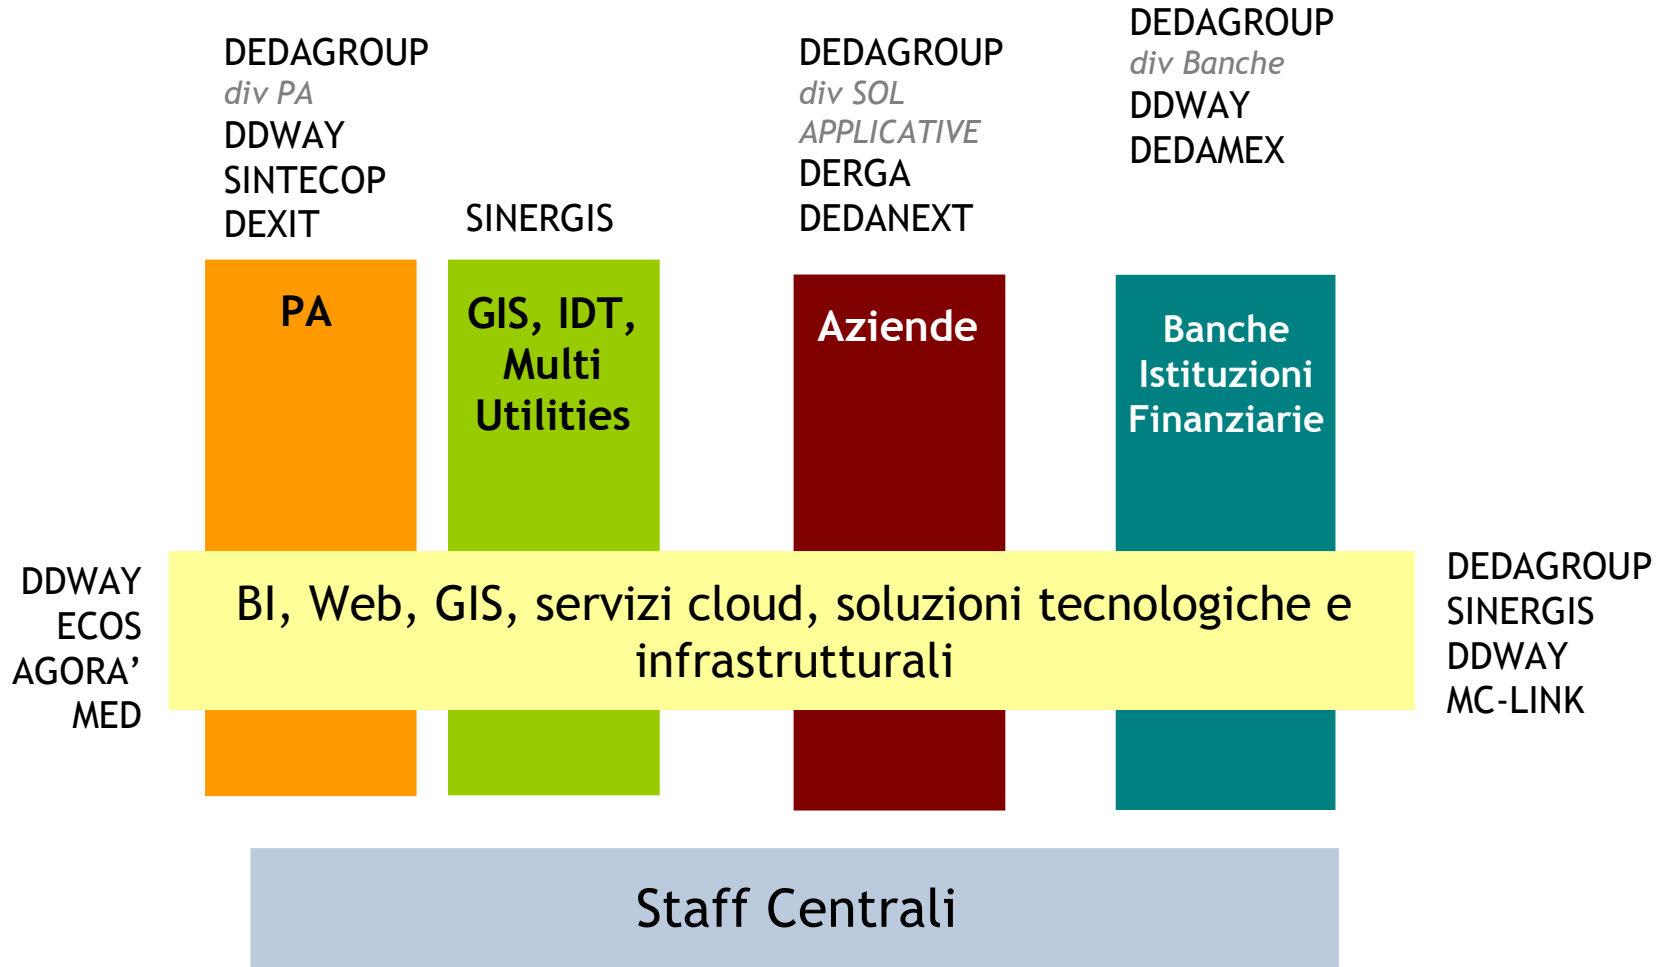 DEDAGROUP
div PA
DDWAY
SINTECOP
DEXIT
SINERGIS
DEDAGROUP
div SOL
APPLICATIVE
DERGA
DEDANEXT
DEDAGROUP
div Banche
DDWAY
DEDAMEX
PA
GIS, IDT,
Multi
Utilities
Aziende
Banche
Istituzioni
Finanziarie
DDWAY
ECOS
AGORA’
MED
BI, Web, GIS, servizi cloud, soluzioni tecnologiche e
infrastrutturali
DEDAGROUP
SINERGIS
DDWAY
MC-LINK
Staff Centrali